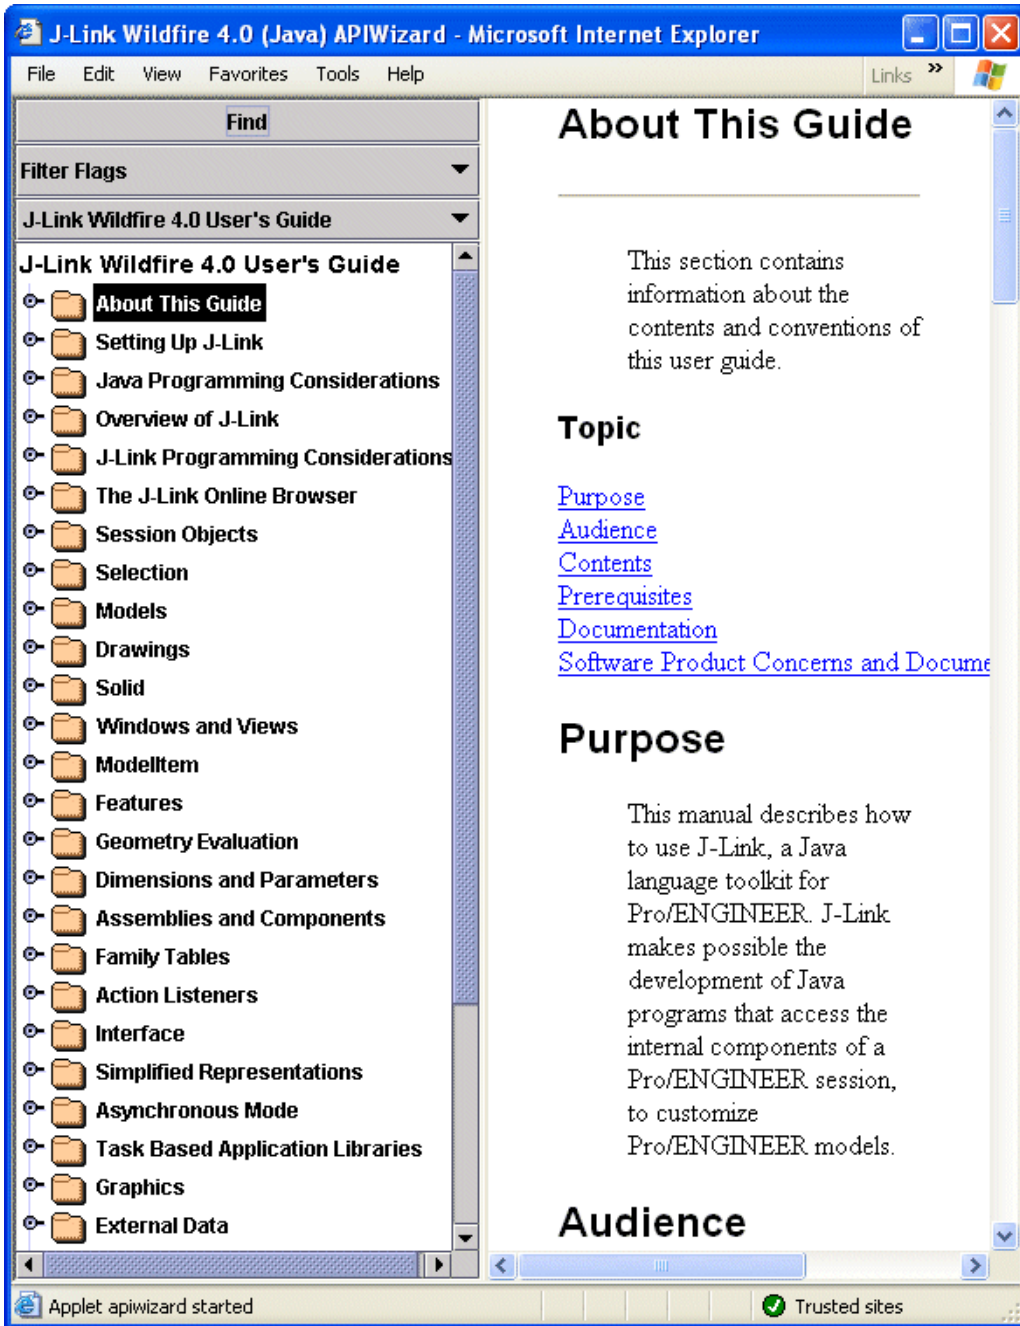 J-Link Wildfire 4.0 (Java) APIWizard - Microsoft Internet Explorer
File Edit View Favorites Tools Help Links »
Find
Filter Flags
J-Link Wildfire 4.0 User's Guide
J-Link Wildfire 4.0 User's Guide
About This Guide
Setting Up J-Link
Java Programming Considerations
Overview of J-Link
J-Link Programming Considerations
The J-Link Online Browser
Session Objects
Selection
Models
Drawings
Solid
Windows and Views
ModelItem
Features
Geometry Evaluation
Dimensions and Parameters
Assemblies and Components
Family Tables
Action Listeners
Interface
Simplified Representations
Asynchronous Mode
Task Based Application Libraries
Graphics
External Data
About This Guide
This section contains
information about the
contents and conventions of
this user guide.
Topic
Purpose
Audience
Contents
Prerequisites
Documentation
Software Product Concerns and Docume
Purpose
This manual describes how
to use J-Link, a Java
language toolkit for
Pro/ENGINEER. J-Link
makes possible the
development of Java
programs that access the
internal components of a
Pro/ENGINEER session,
to customize
Pro/ENGINEER models.
Audience
Applet apiwizard started
Trusted sites